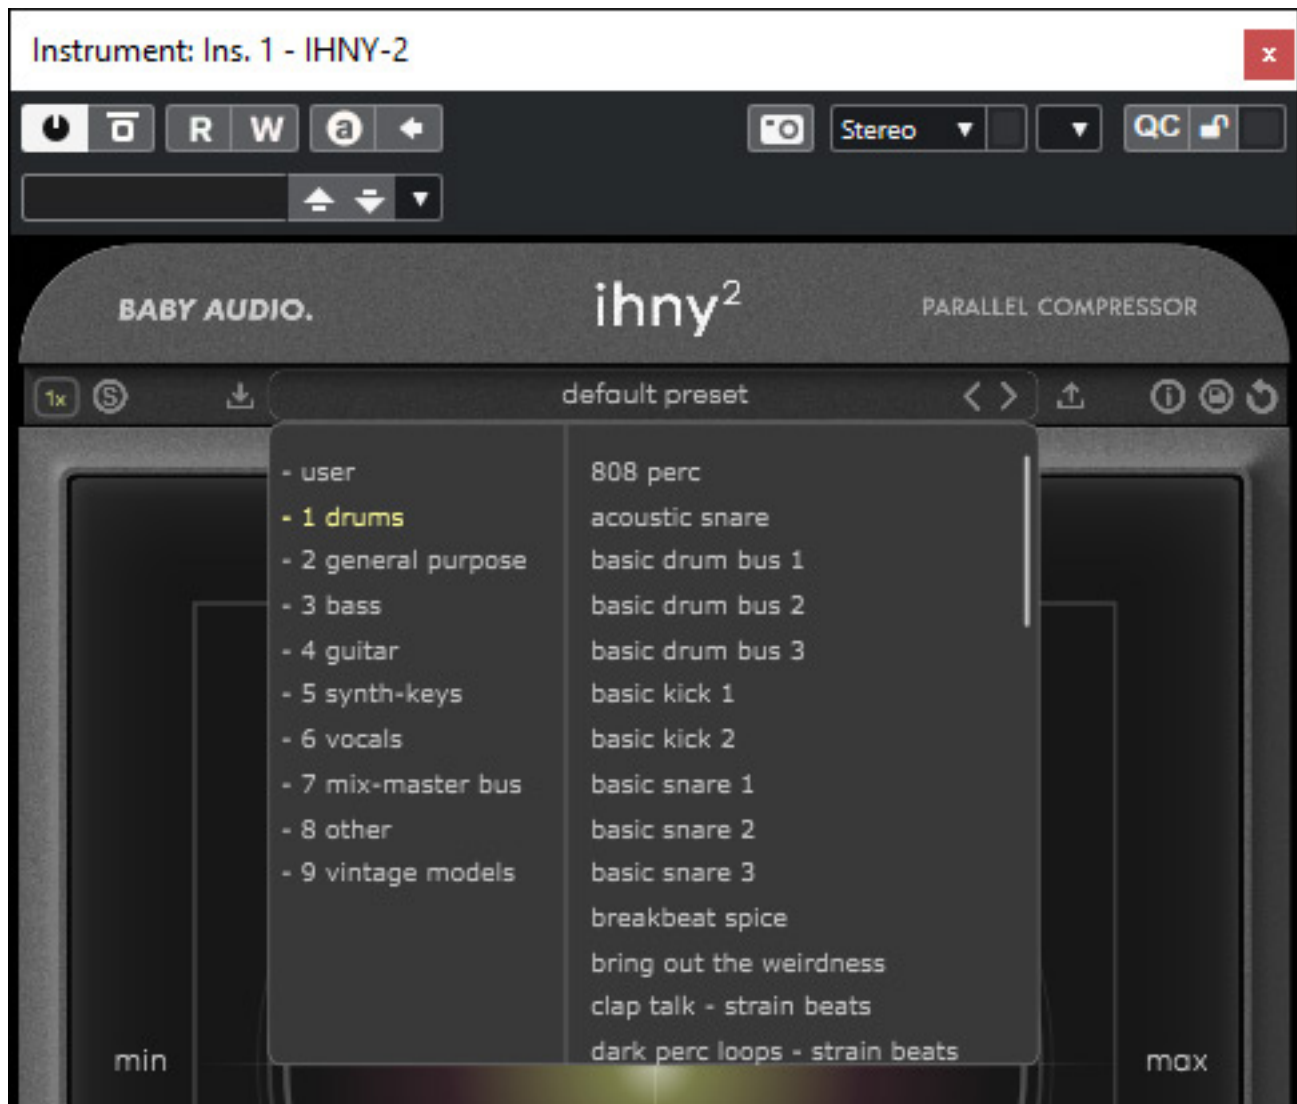 Instrument: Ins. 1 - IHNY-2
x
R W a
Stereo
QC
BABY AUDIO.
ihny²
PARALLEL COMPRESSOR
1x S
default preset
i
- user
- 1 drums
- 2 general purpose
- 3 bass
- 4 guitar
- 5 synth-keys
- 6 vocals
- 7 mix-master bus
- 8 other
- 9 vintage models
808 perc
acoustic snare
basic drum bus 1
basic drum bus 2
basic drum bus 3
basic kick 1
basic kick 2
basic snare 1
basic snare 2
basic snare 3
breakbeat spice
bring out the weirdness
clap talk - strain beats
dark perc loops - strain beats
min
max